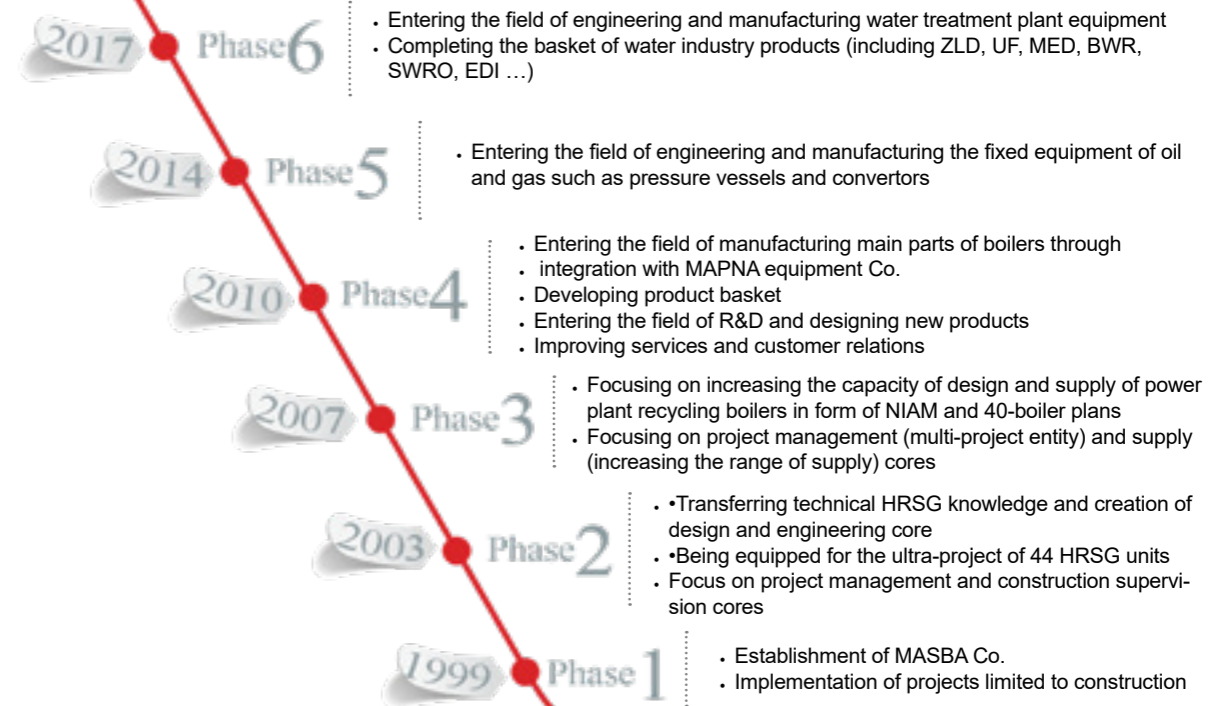 2017 Phase 6
• Entering the field of engineering and manufacturing water treatment plant equipment
• Completing the basket of water industry products (including ZLD, UF, MED, BWR,
SWRO, EDI …)
2014 Phase 5
• Entering the field of engineering and manufacturing the fixed equipment of oil
and gas such as pressure vessels and convertors
2010 Phase 4
• Entering the field of manufacturing main parts of boilers through
• integration with MAPNA equipment Co.
• Developing product basket
• Entering the field of R&D and designing new products
• Improving services and customer relations
2007 Phase 3
• Focusing on increasing the capacity of design and supply of power
plant recycling boilers in form of NIAM and 40-boiler plans
• Focusing on project management (multi-project entity) and supply
(increasing the range of supply) cores
2003 Phase 2
• •Transferring technical HRSG knowledge and creation of
design and engineering core
• •Being equipped for the ultra-project of 44 HRSG units
• Focus on project management and construction supervi-
sion cores
1999 Phase 1
• Establishment of MASBA Co.
• Implementation of projects limited to construction